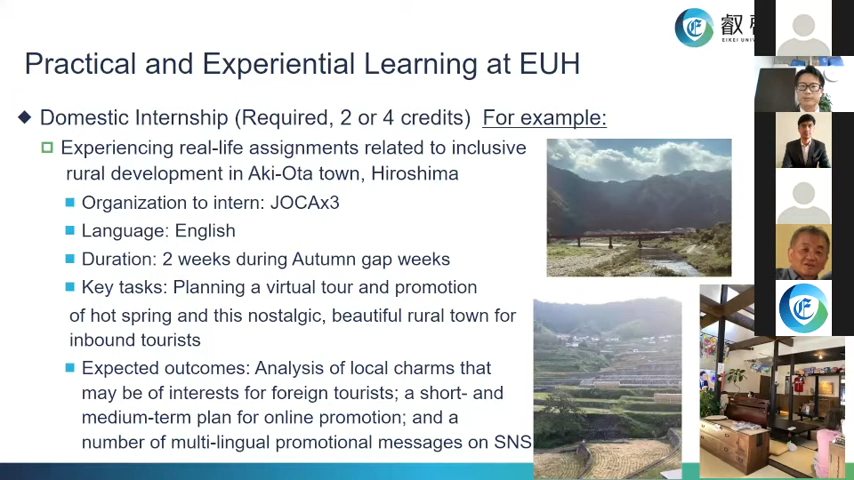 叡
EIKEI UNIV
Practical and Experiential Learning at EUH
Domestic Internship (Required, 2 or 4 credits) For example:
Experiencing real-life assignments related to inclusive
rural development in Aki-Ota town, Hiroshima
Organization to intern: JOCAx3
Language: English
Duration: 2 weeks during Autumn gap weeks
Key tasks: Planning a virtual tour and promotion
of hot spring and this nostalgic, beautiful rural town for
inbound tourists
Expected outcomes: Analysis of local charms that
may be of interests for foreign tourists; a short- and
medium-term plan for online promotion; and a
number of multi-lingual promotional messages on SNS